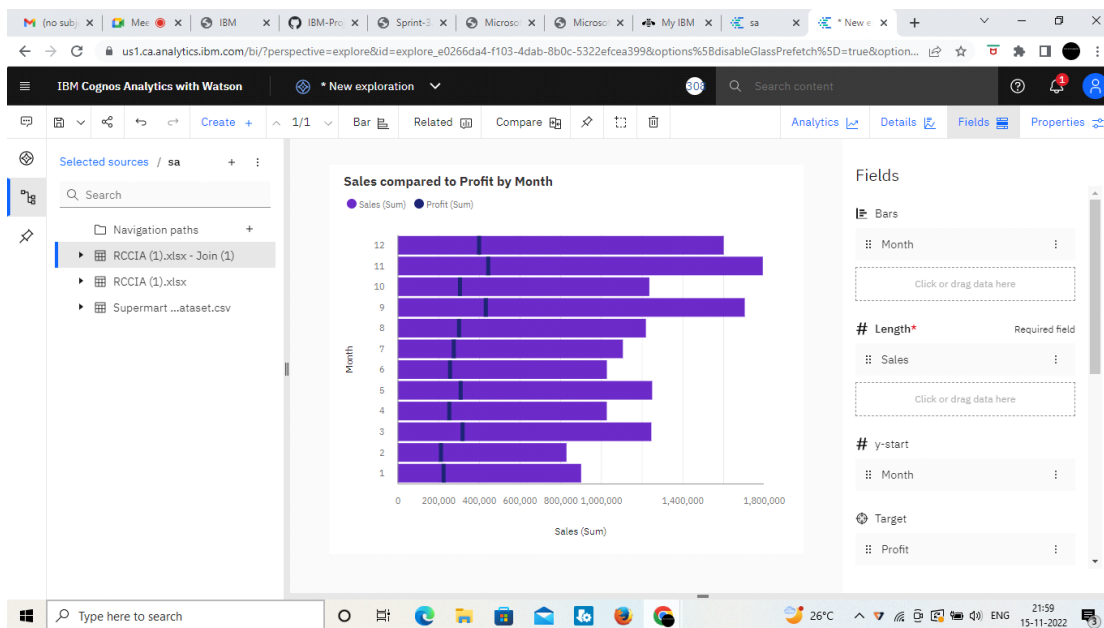 (no subj
Mee
IBM
IBM-Pro
Sprint-3
Microsof
Microsof
My IBM
sa
* New e
us1.ca.analytics.ibm.com/bi/?perspective=explore&id=explore_e0266da4-f103-4dab-8b0c-5322efcea399&options%5BdisableGlassPrefetch%5D=true&option...
IBM Cognos Analytics with Watson
* New exploration
Search content
1
Create +
1/1
Bar
Related
Compare
Analytics
Details
Fields
Properties
Selected sources / sa
Search
Navigation paths
RCCIA (1).xlsx - Join (1)
RCCIA (1).xlsx
Supermart ...ataset.csv
Sales compared to Profit by Month
Sales (Sum) Profit (Sum)
Month
12
11
10
9
8
7
6
5
4
3
2
1
0 200,000 400,000 600,000 800,000 1,000,000 1,400,000 1,800,000
Sales (Sum)
Fields
Bars
Month
Click or drag data here
# Length* Required field
Sales
Click or drag data here
# y-start
Month
Target
Profit
Type here to search
26°C
ENG
21:59
15-11-2022
3